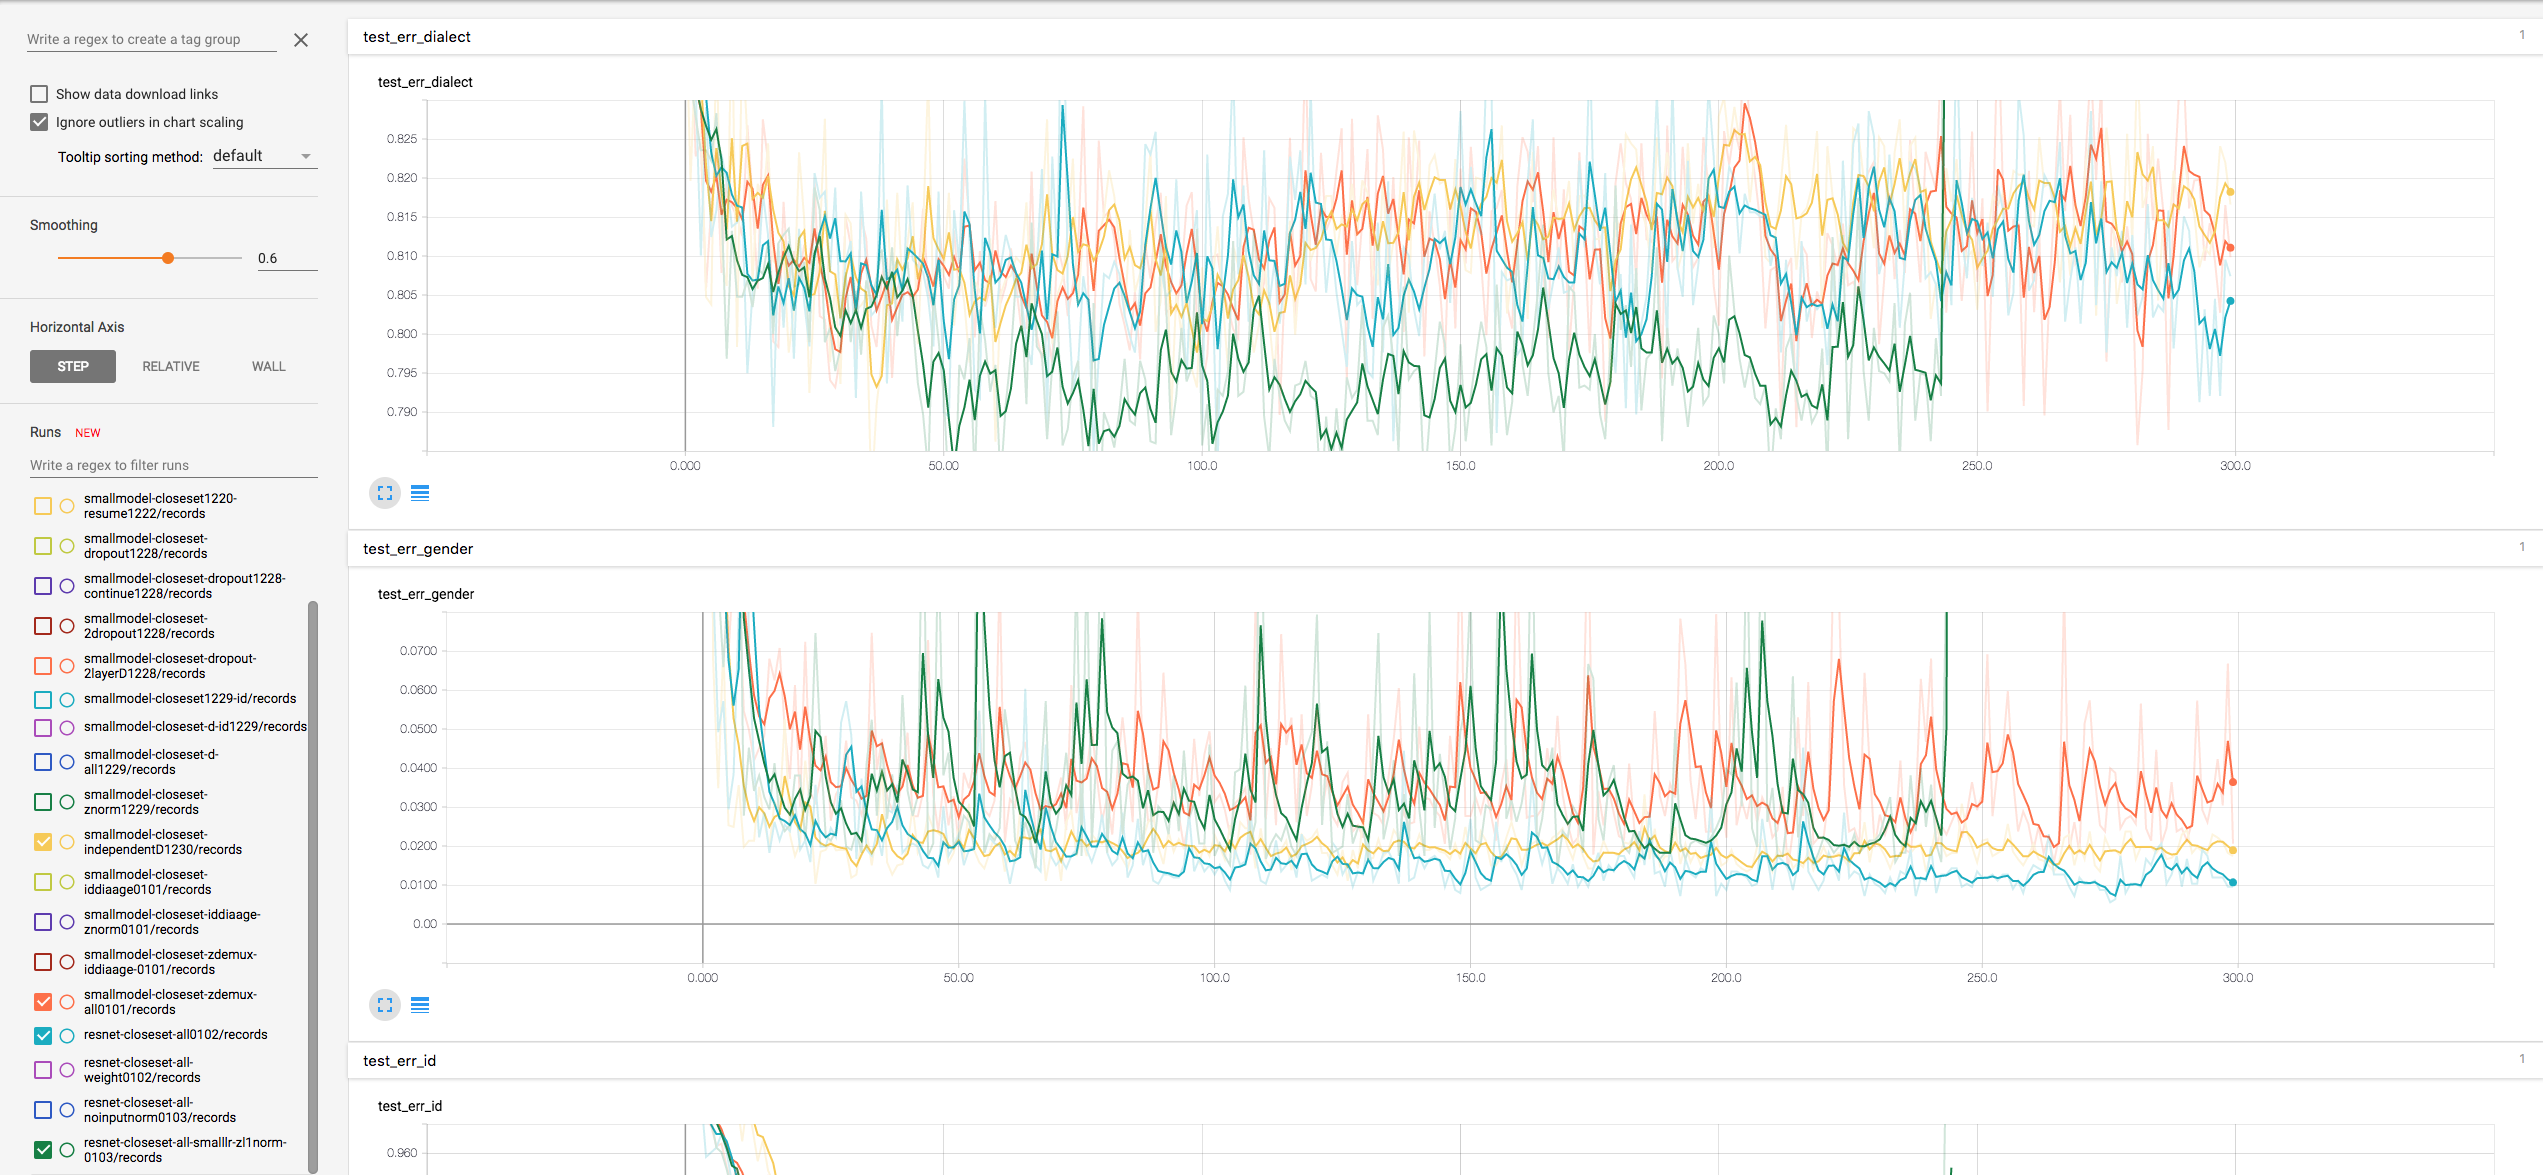 Write a regex to create a tag group
Show data download links
Ignore outliers in chart scaling
Tooltip sorting method: default
Smoothing
0.6
Horizontal Axis
STEP RELATIVE WALL
Runs NEW
Write a regex to filter runs
smallmodel-closeset1220-
resume1222/records
smallmodel-closeset-
dropout1228/records
smallmodel-closeset-dropout1228-
continue1228/records
smallmodel-closeset-
2dropout1228/records
smallmodel-closeset-dropout-
2layerD1228/records
smallmodel-closeset1229-id/records
smallmodel-closeset-d-id1229/records
smallmodel-closeset-d-
all1229/records
smallmodel-closeset-
znorm1229/records
smallmodel-closeset-
independentD1230/records
smallmodel-closeset-
iddiaage0101/records
smallmodel-closeset-iddiaage-
znorm0101/records
smallmodel-closeset-zdemux-
iddiaage-0101/records
smallmodel-closeset-zdemux-
all0101/records
resnet-closeset-all0102/records
resnet-closeset-all-
weight0102/records
resnet-closeset-all-
noinputnorm0103/records
resnet-closeset-all-smalllr-zl1norm-
0103/records
test_err_dialect 1
test_err_dialect
0.825
0.820
0.815
0.810
0.805
0.800
0.795
0.790
0.000 50.00 100.0 150.0 200.0 250.0 300.0
test_err_gender 1
test_err_gender
0.0700
0.0600
0.0500
0.0400
0.0300
0.0200
0.0100
0.00
0.000 50.00 100.0 150.0 200.0 250.0 300.0
test_err_id 1
test_err_id
0.960